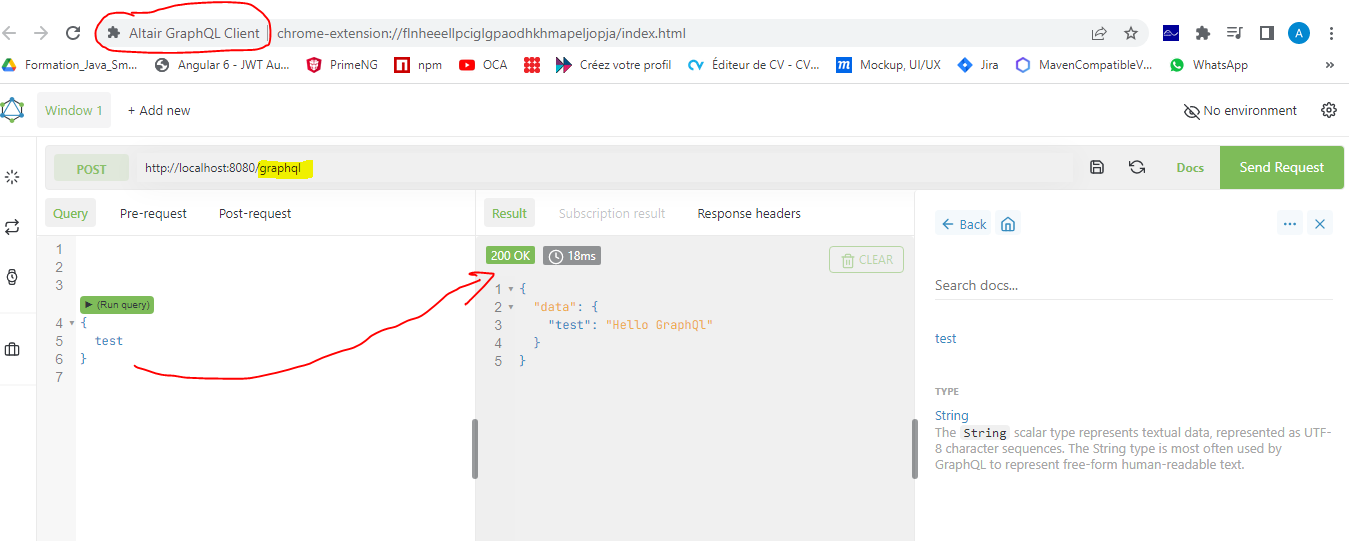 Altair GraphQL Client | chrome-extension://flnheeellpciglgpaodhkhmapeljopja/index.html A
Formation_Java_Sm... Angular 6 - JWT Au... PrimeNG npm OCA Créez votre profil Éditeur de CV - CV... Mockup, UI/UX Jira MavenCompatibleV... WhatsApp »
Window 1 + Add new No environment
POST http://localhost:8080/graphql Docs Send Request
Query Pre-request Post-request Result Subscription result Response headers
Back
1
2
3
(Run query)
4 {
5 test
6 }
7
200 OK 18ms CLEAR
1 {
2 "data": {
3 "test": "Hello GraphQl"
4 }
5 }
Search docs...
test
TYPE
String
The String scalar type represents textual data, represented as UTF-
8 character sequences. The String type is most often used by
GraphQL to represent free-form human-readable text.